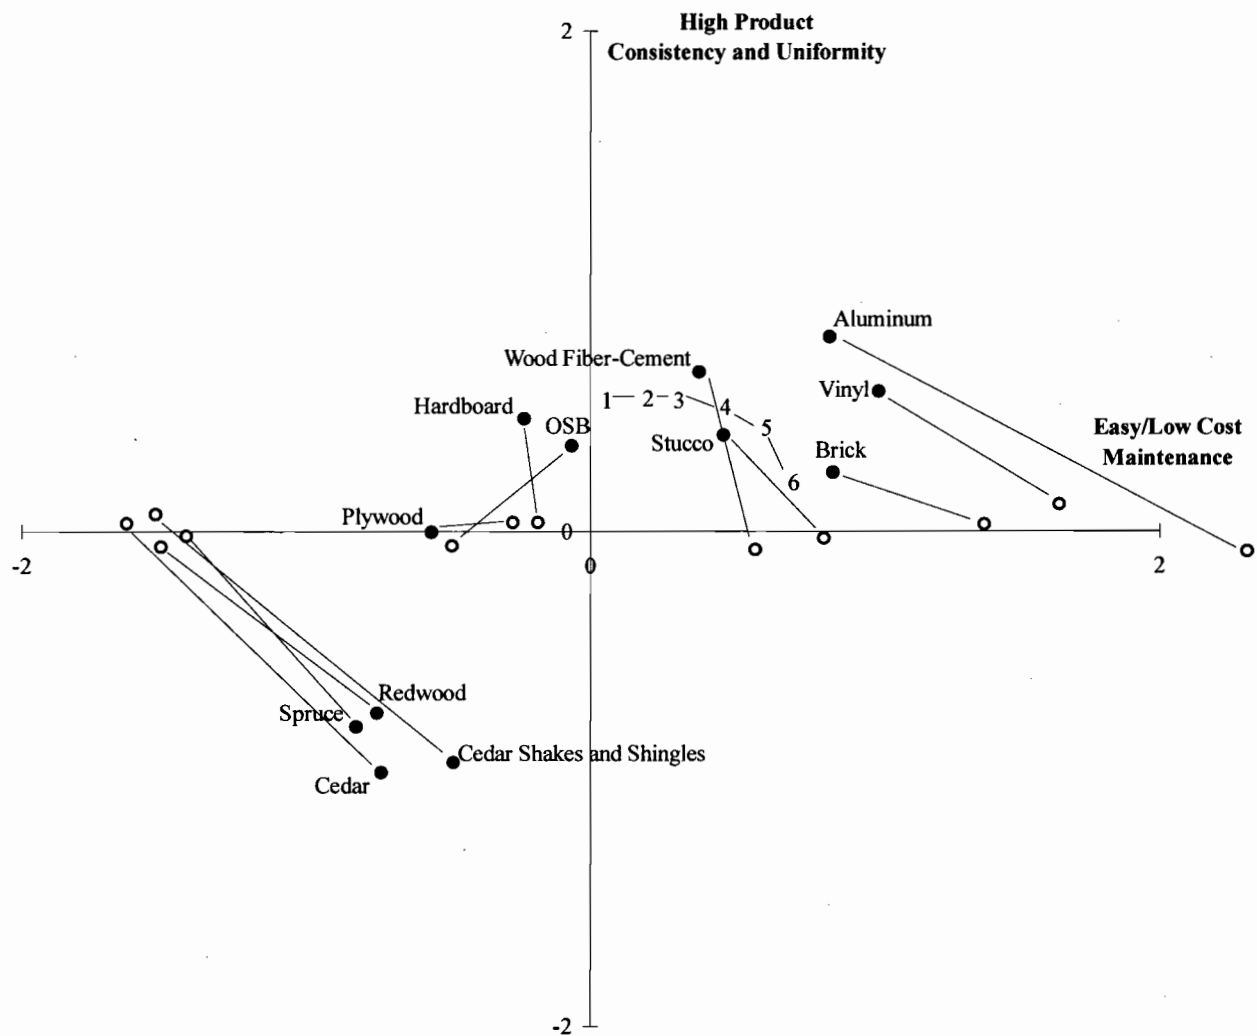 High Product
2
Consistency and Uniformity
Aluminum
Wood Fiber-Cement
Vinyl
1
2
3
4
Hardboard
OSB
5
Stucco
Easy/Low Cost
Maintenance
Brick
6
Plywood
0
-2
0
2
Redwood
Spruce
Cedar Shakes and Shingles
Cedar
-2